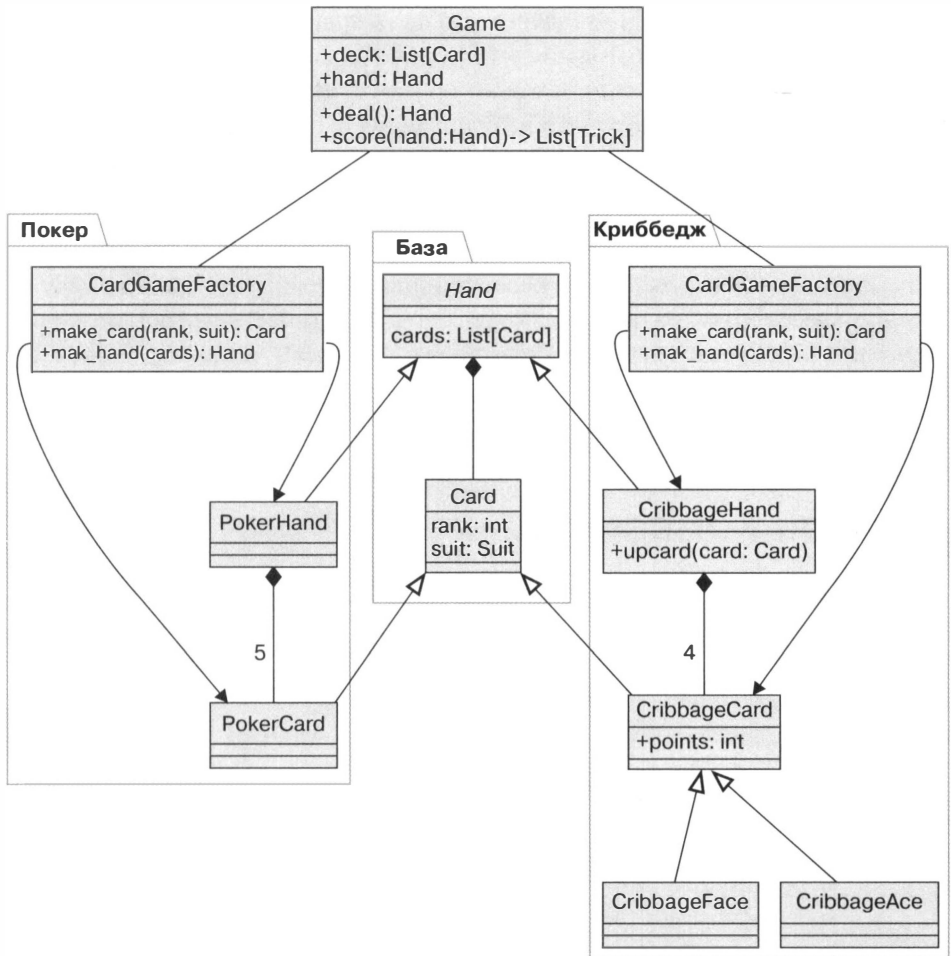 Game
+deck: List[Card]
+hand: Hand
+deal(): Hand
+score(hand:Hand)-> List[Trick]
Покер
CardGameFactory
+make_card(rank, suit): Card
+mak_hand(cards): Hand
PokerHand
5
PokerCard
База
Hand
cards: List[Card]
Card
rank: int
suit: Suit
Криббедж
CardGameFactory
+make_card(rank, suit): Card
+mak_hand(cards): Hand
CribbageHand
+upcard(card: Card)
4
CribbageCard
+points: int
CribbageFace
CribbageAce